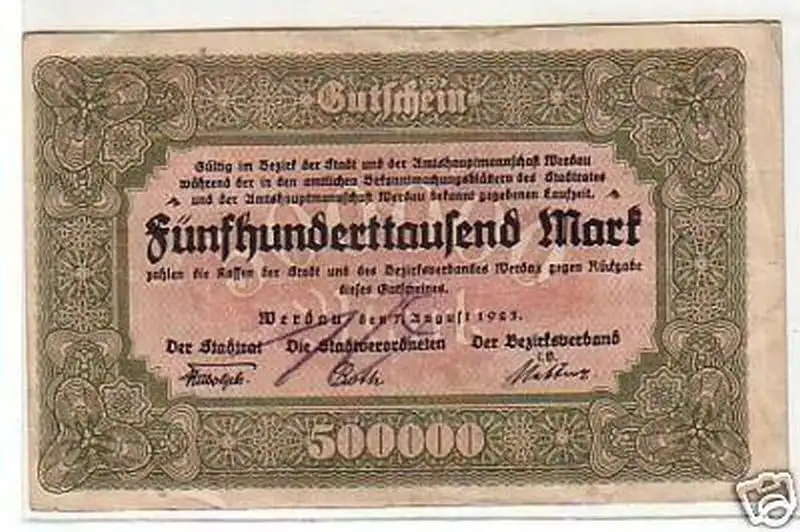 Gutschein
Gültig im Bezirk der Stadt und der Amtshauptmannschaft Werdau
während der in den amtlichen Bekanntmachungsblättern des Stadtrates
und der Amtshauptmannschaft Werdau bekannt gegebenen Laufzeit.
Fünfhunderttausend Mark
zahlen die Kassen der Stadt und des Bezirksverbandes Werdau gegen Rückgabe
dieses Gutscheines.
Werdau, den 7. August 1923.
Der Stadtrat Die Stadtverordneten Der Bezirksverband
i.V.
500000